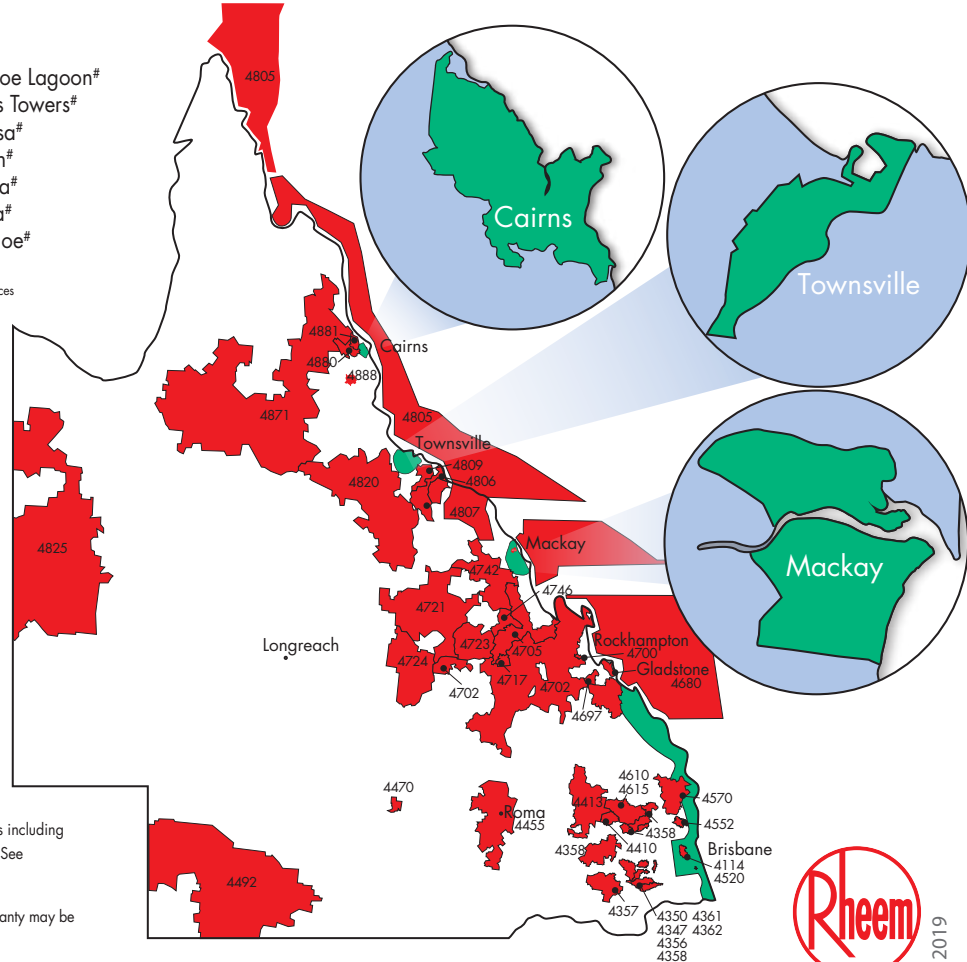 oe Lagoon#
s Towers#
sa#
n#
a#
a#
oe#
ces
4805
Cairns
Townsville
4881
Cairns
4880
4888
4871
4805
Townsville
4809
4820
4806
4807
4825
Mackay
Mackay
4742
4746
4721
Longreach
4723
4705
Rockhampton
4700
4724
4702
4717
4702
Gladstone
4680
4697
4470
4610
4615
4413
4570
Roma
4455
4358
4552
4358
4410
Brisbane
4114
4520
s including
See
4492
4357
4350
4361
4347
4362
4356
4358
anty may be
Rheem
2019